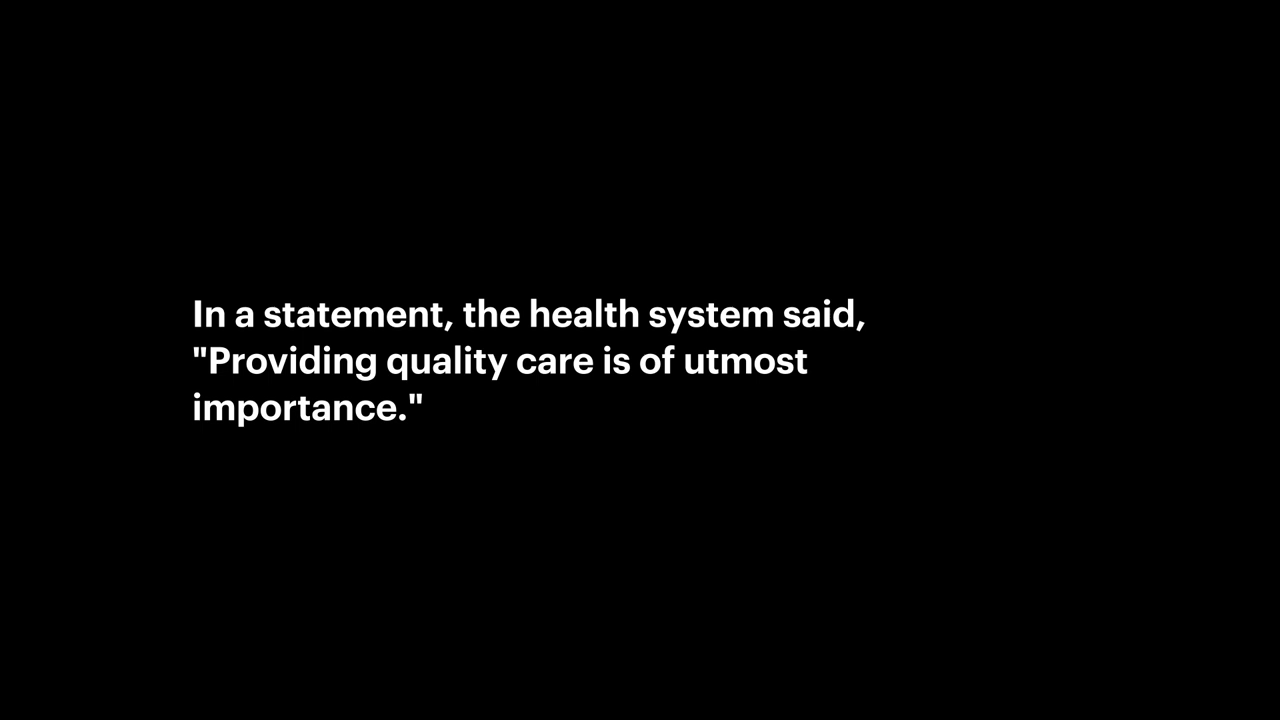 In a statement, the health system said,
"Providing quality care is of utmost
importance."